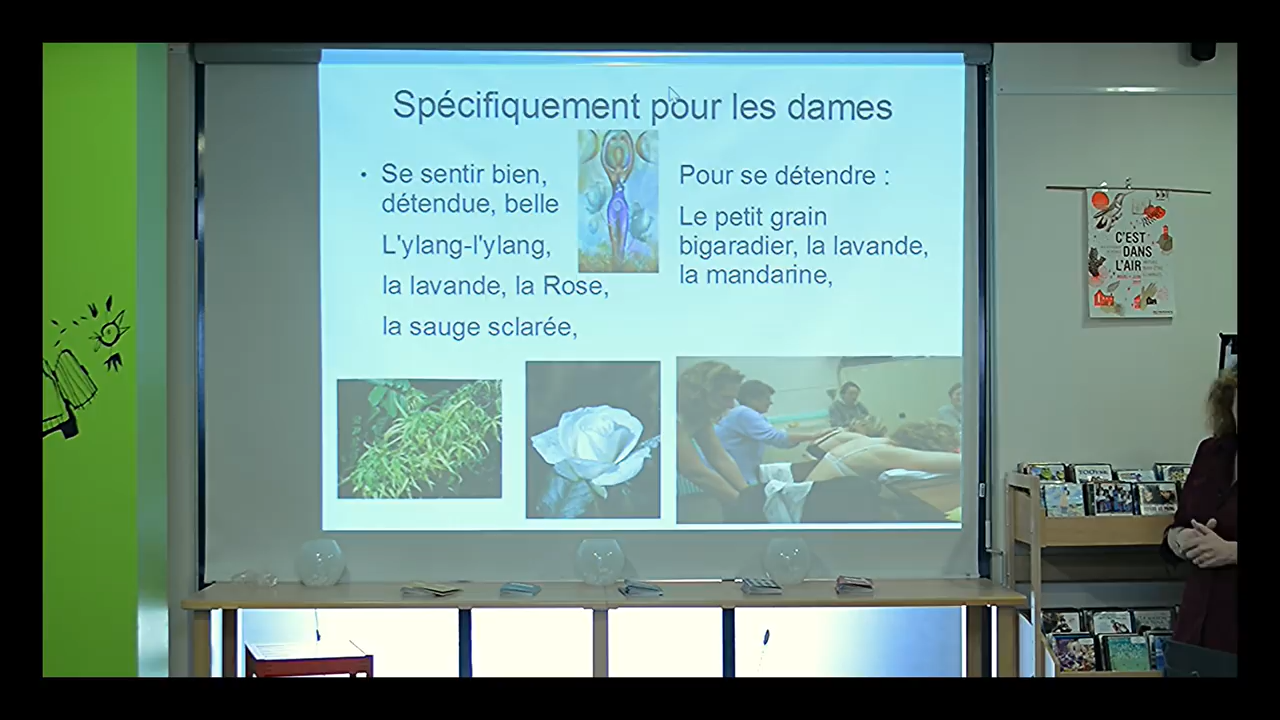 Spécifiquement pour les dames
• Se sentir bien,
détendue, belle
L'ylang-l'ylang,
la lavande, la Rose,
la sauge sclarée,
Pour se détendre :
Le petit grain
bigaradier, la lavande,
la mandarine,
C'EST
DANS
L'AIR